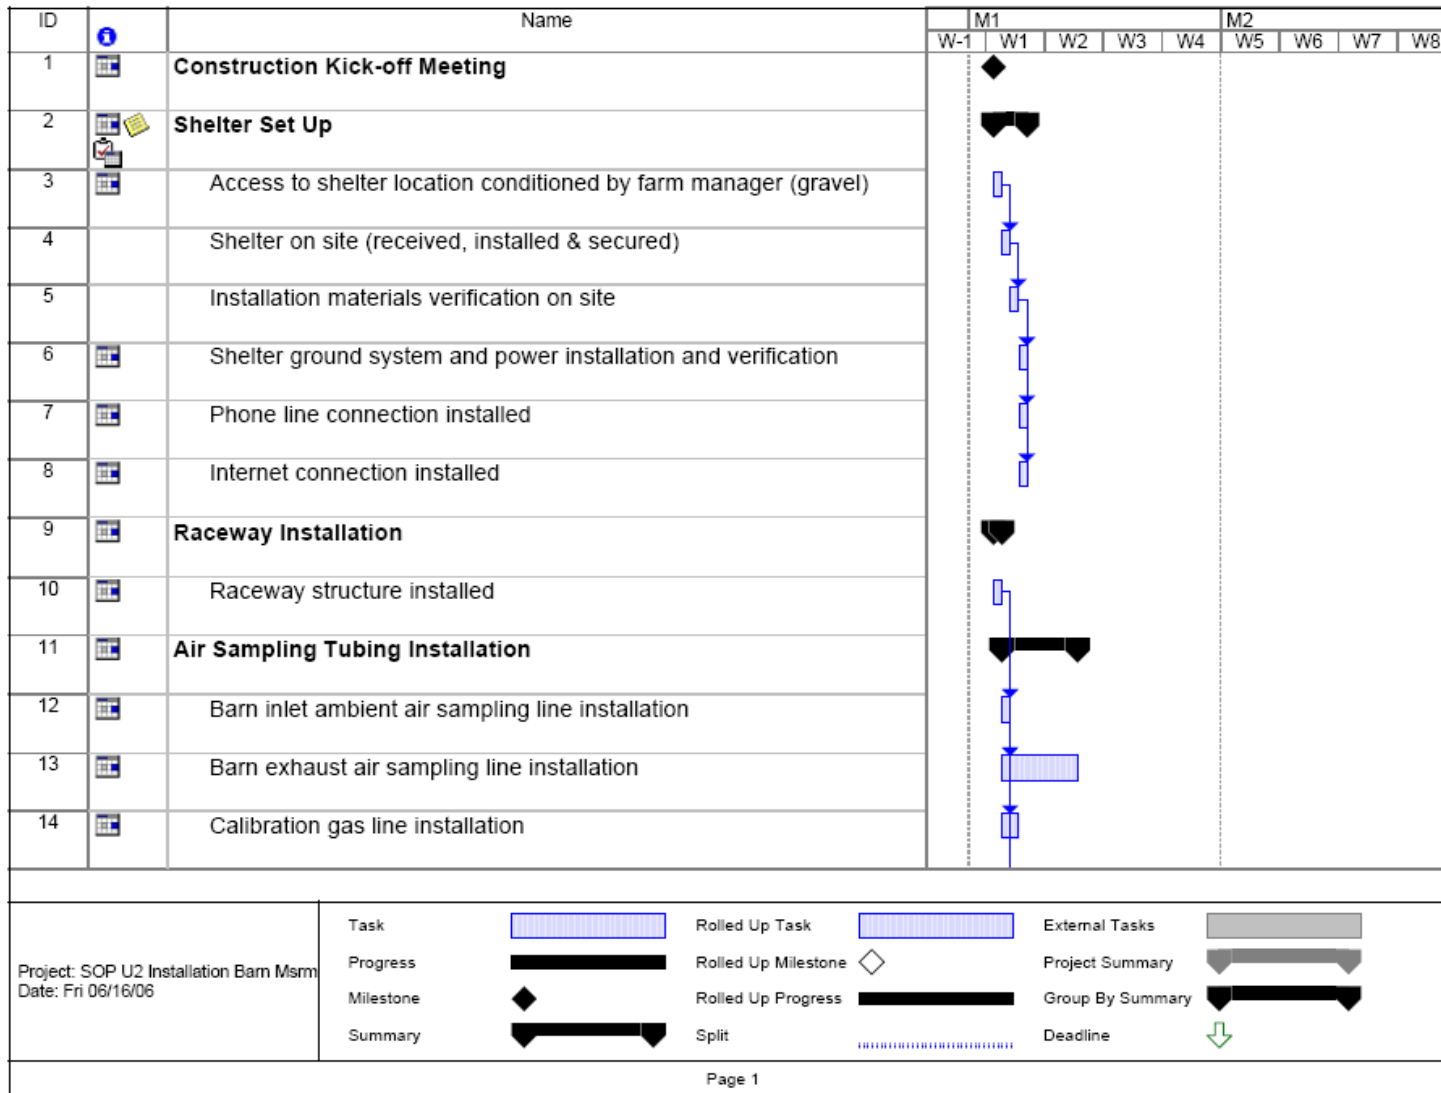 ID Name M1 M2
W-1 W1 W2 W3 W4 W5 W6 W7 W8
1 Construction Kick-off Meeting
2 Shelter Set Up
3 Access to shelter location conditioned by farm manager (gravel)
4 Shelter on site (received, installed & secured)
5 Installation materials verification on site
6 Shelter ground system and power installation and verification
7 Phone line connection installed
8 Internet connection installed
9 Raceway Installation
10 Raceway structure installed
11 Air Sampling Tubing Installation
12 Barn inlet ambient air sampling line installation
13 Barn exhaust air sampling line installation
14 Calibration gas line installation
Project: SOP U2 Installation Barn Msrm
Date: Fri 06/16/06
Task Rolled Up Task External Tasks
Progress Rolled Up Milestone Project Summary
Milestone Rolled Up Progress Group By Summary
Summary Split Deadline
Page 1